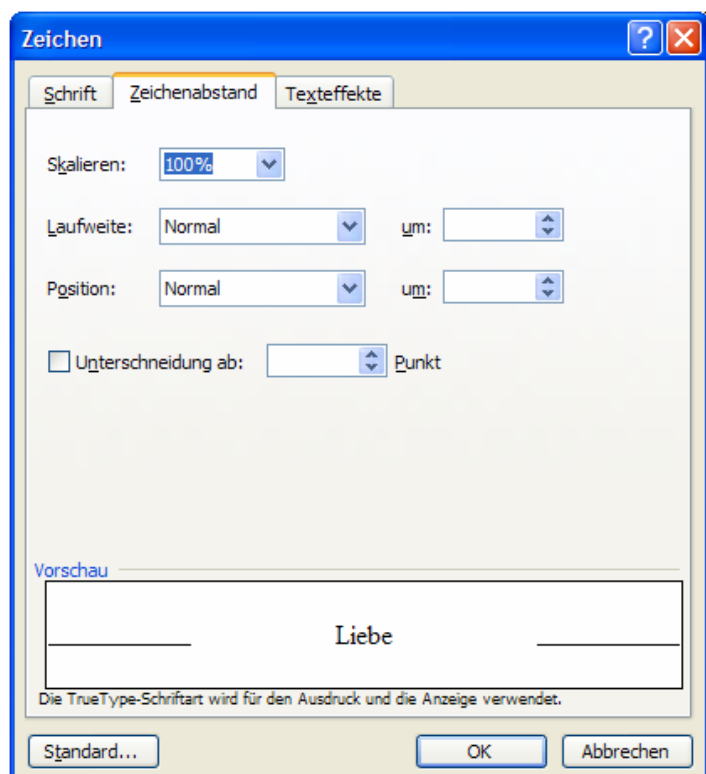 Zeichen
Schrift Zeichenabstand Texteffekte
Skalieren: 100%
Laufweite: Normal um:
Position: Normal um:
Unterschneidung ab: Punkt
Vorschau
Liebe
Die TrueType-Schriftart wird für den Ausdruck und die Anzeige verwendet.
Standard... OK Abbrechen